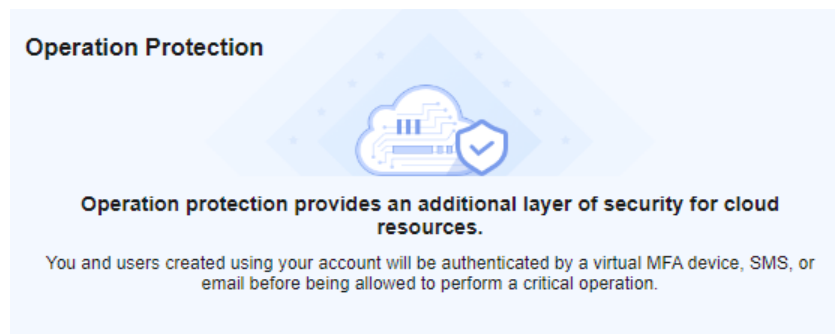 Operation Protection
Operation protection provides an additional layer of security for cloud
resources.
You and users created using your account will be authenticated by a virtual MFA device, SMS, or
email before being allowed to perform a critical operation.